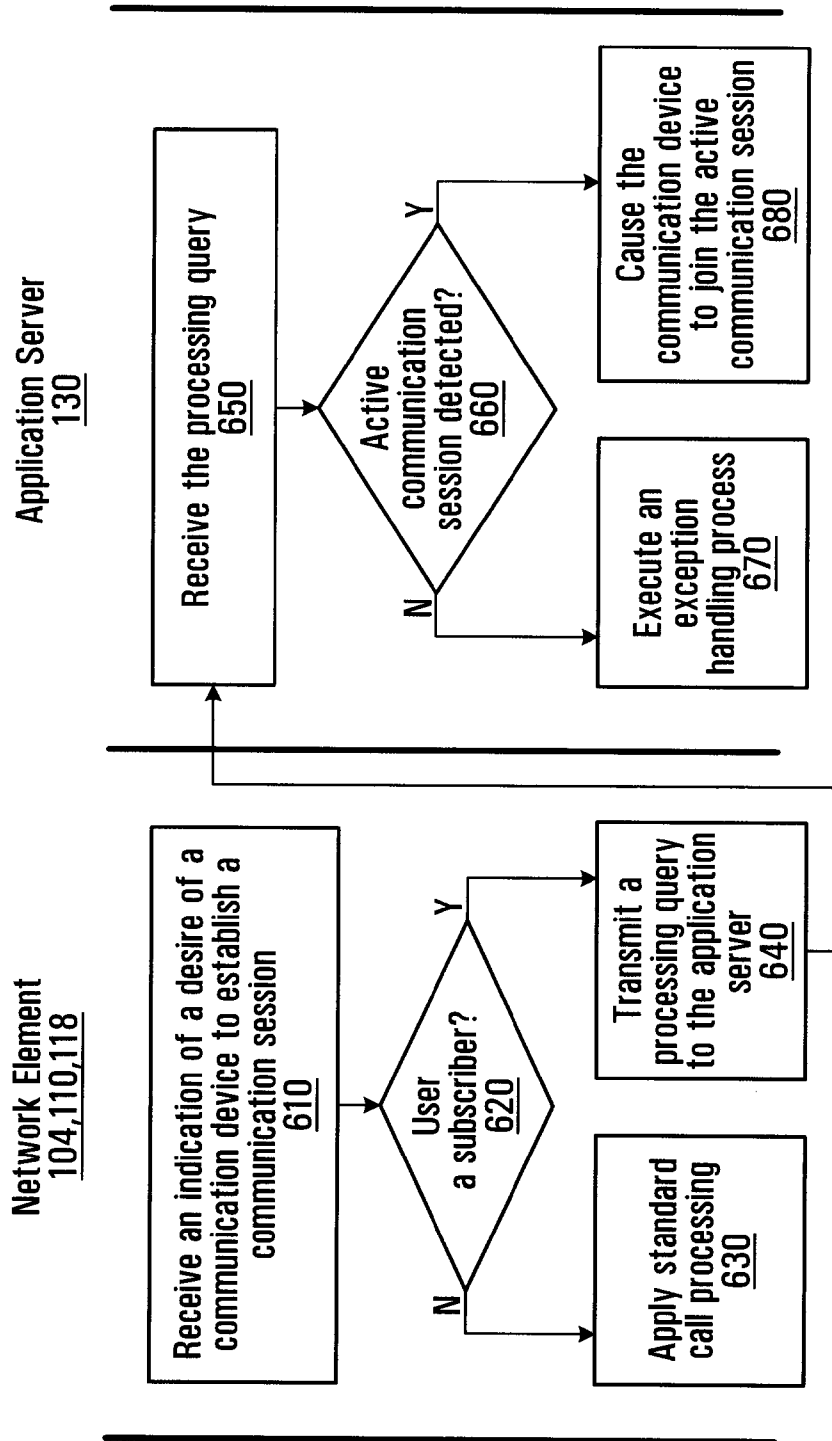 Network Element
104,110,118
Receive an indication of a desire of a
communication device to establish a
communication session
610
User
a subscriber?
620
N
Y
Apply standard
call processing
630
Transmit a
processing query
to the application
server
640
Application Server
130
Receive the processing query
650
Active
communication
session detected?
660
N
Y
Execute an
exception
handling process
670
Cause the
communication device
to join the active
communication session
680